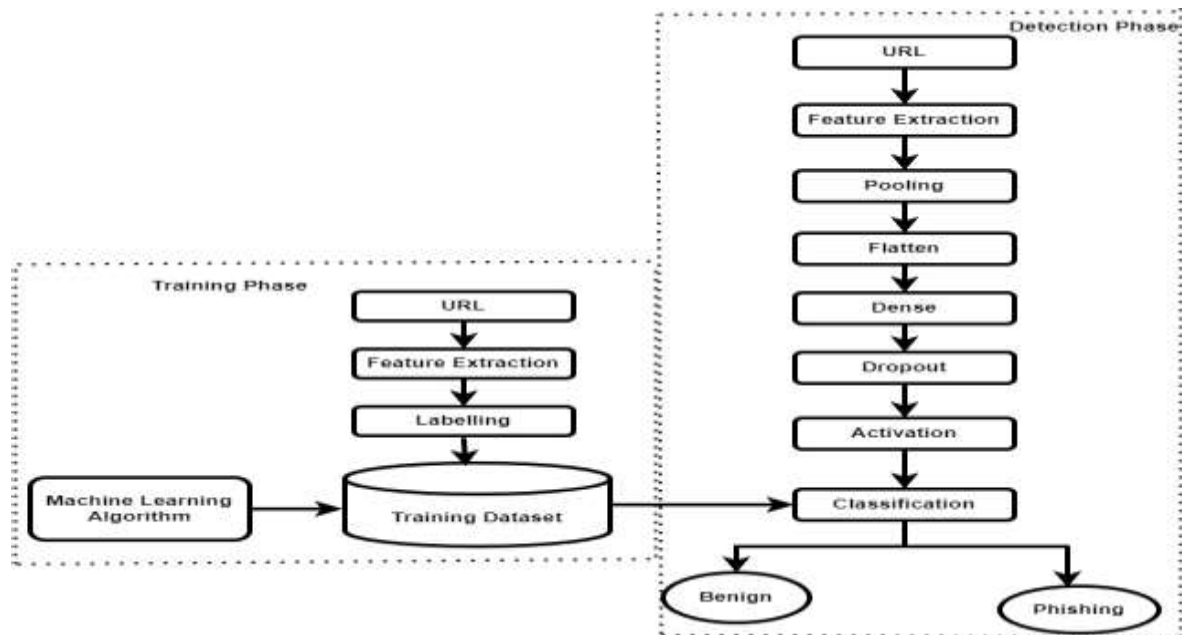 Detection Phase
URL
Feature Extraction
Pooling
Flatten
Dense
Dropout
Activation
Classification
Benign
Phishing
Training Phase
URL
Feature Extraction
Labelling
Training Dataset
Machine Learning
Algorithm